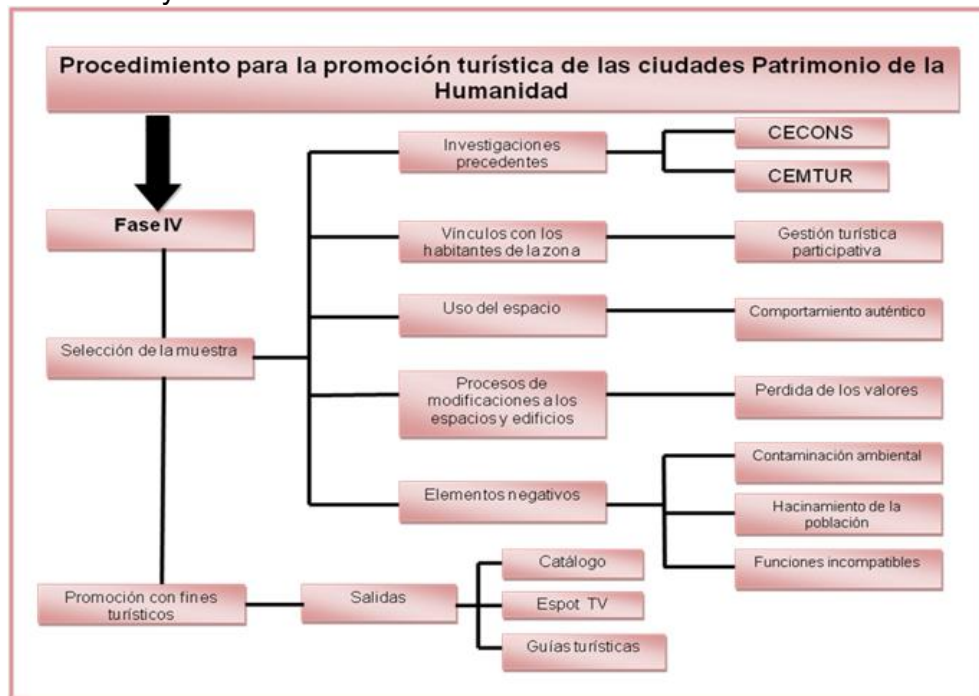 Procedimiento para la promoción turística de las ciudades Patrimonio de la
Humanidad
Fase IV
Selección de la muestra
Investigaciones
precedentes
CECONS
CEMTUR
Vínculos con los
habitantes de la zona
Gestión turística
participativa
Uso del espacio
Comportamiento auténtico
Procesos de
modificaciones a los
espacios y edificios
Perdida de los valores
Elementos negativos
Contaminación ambiental
Hacinamiento de la
población
Funciones incompatibles
Promoción con fines
turísticos
Salidas
Catálogo
Espot TV
Guías turísticas